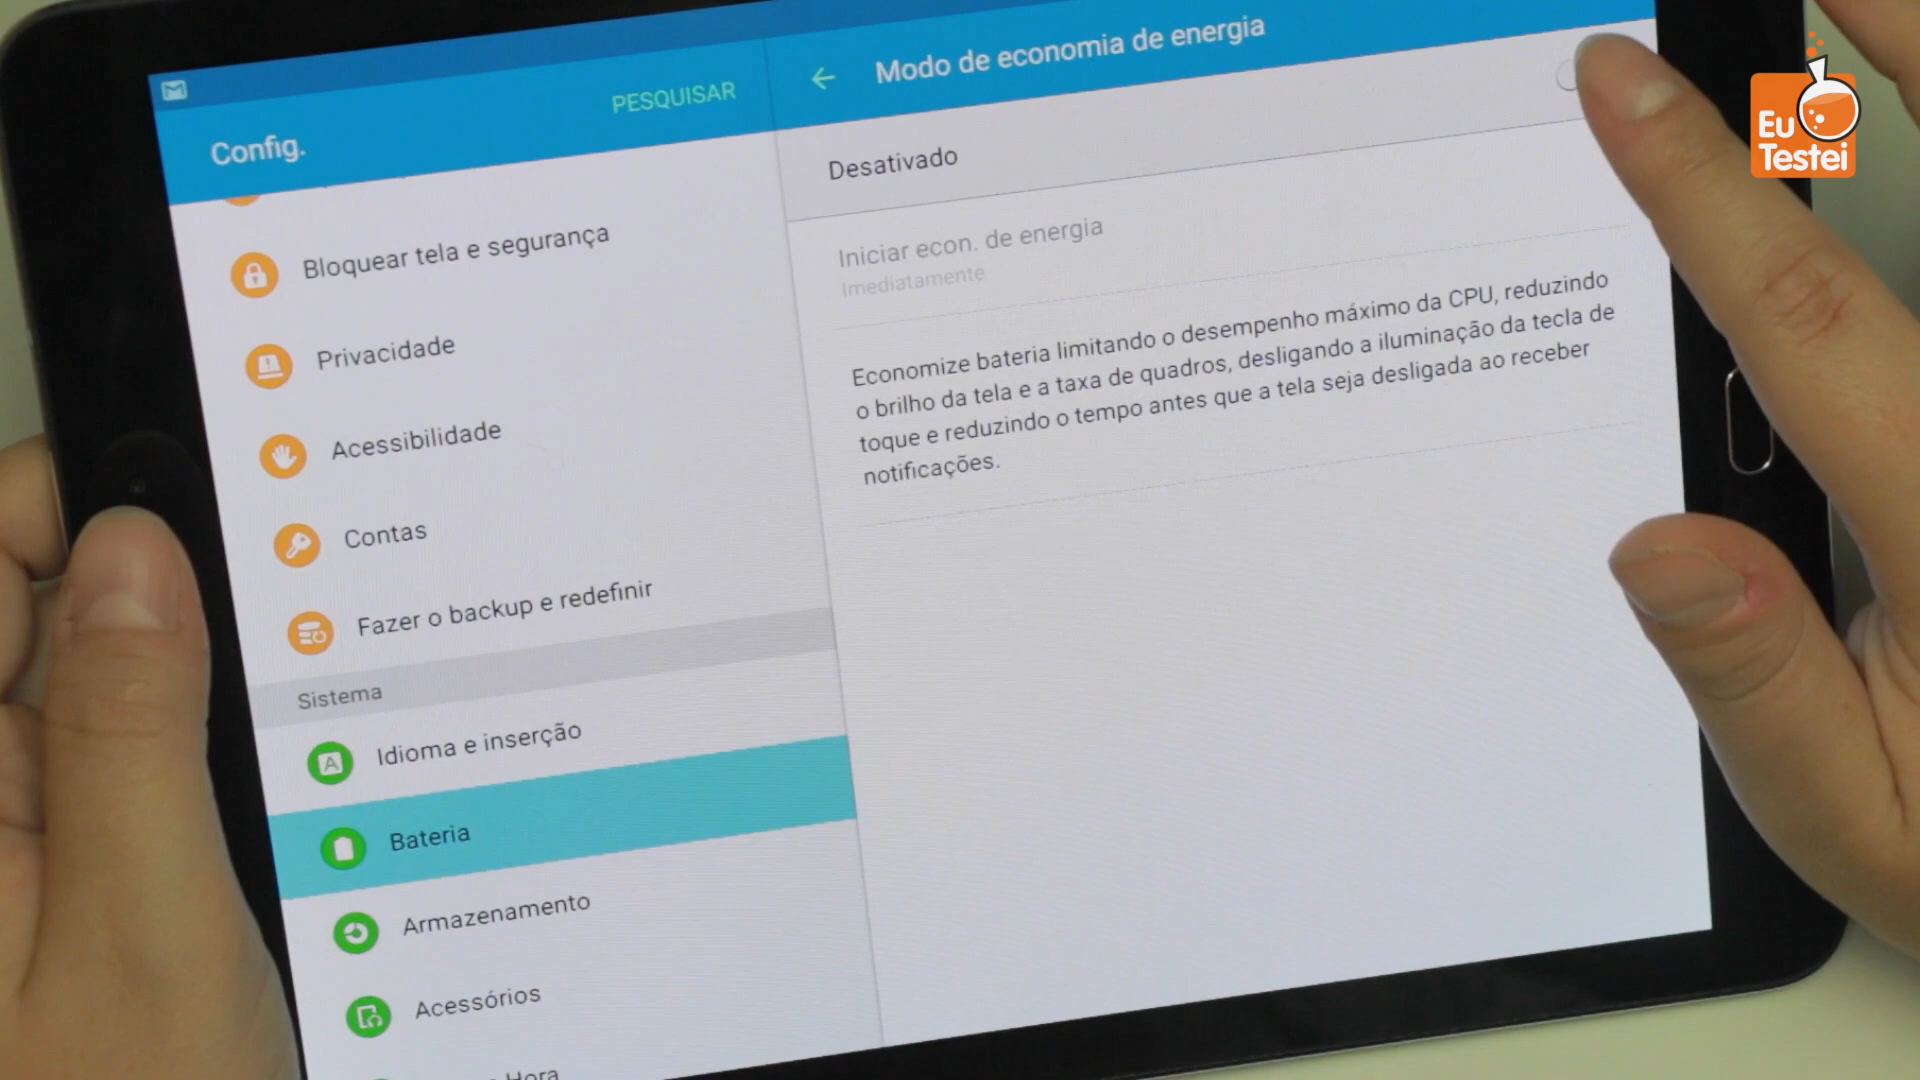 PESQUISAR
Config.
Bloquear tela e segurança
Privacidade
Acessibilidade
Contas
Fazer o backup e redefinir
Sistema
Idioma e inserção
A
Bateria
Armazenamento
Acessórios
Hora
Modo de economia de energia
Desativado
Iniciar econ. de energia
Imediatamente
Economize bateria limitando o desempenho máximo da CPU, reduzindo
o brilho da tela e a taxa de quadros, desligando a iluminação da tecla de
toque e reduzindo o tempo antes que a tela seja desligada ao receber
notificações.
Eu
Testei